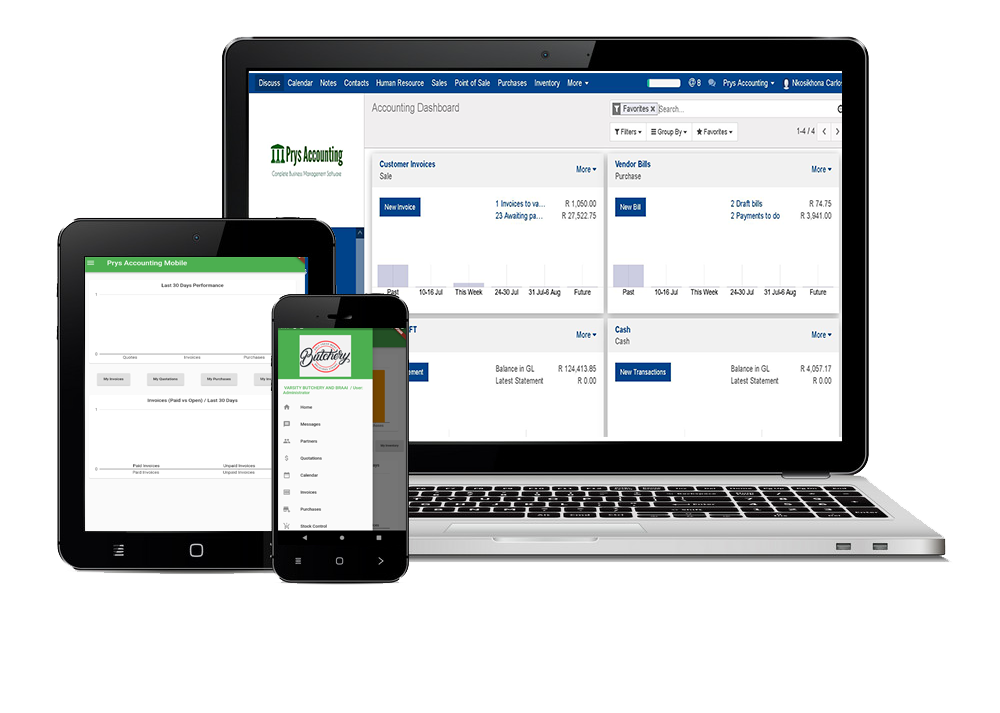 Discuss Calendar Notes Contacts Human Resource Sales Point of Sale Purchases Inventory More 8 Prys Accounting Nkosikhona Carlos
Accounting Dashboard
Favorites x Search...
Filters Group By Favorites 1-4 / 4
Prys Accounting
Complete Business Management Software
Customer Invoices
Sale
More
New Invoice
1 Invoices to va... R 1,050.00
23 Awaiting pa... R 27,522.75
Past 10-16 Jul This Week 24-30 Jul 31 Jul-6 Aug Future
Vendor Bills
Purchase
More
New Bill
2 Draft bills R 74.75
2 Payments to do R 3,941.00
Past 10-16 Jul This Week 24-30 Jul 31 Jul-6 Aug Future
FT
More
ement
Balance in GL R 124,413.85
Latest Statement R 0.00
Cash
Cash
More
New Transactions
Balance in GL R 4,057.17
Latest Statement R 0.00
Prys Accounting Mobile
Last 30 Days Performance
1
0
Quotes Invoices Purchases
My Invoices My Quotations My Purchases
Invoices (Paid vs Open) / Last 30 Days
1
0
Paid Invoices Unpaid Invoices
Paid Invoices Unpaid Invoices
Butchery
VARSITY BUTCHERY AND BRAAI / User:
Administrator
Home
Messages
Partners
Quotations
Calendar
Invoices
Purchases
Stock Control